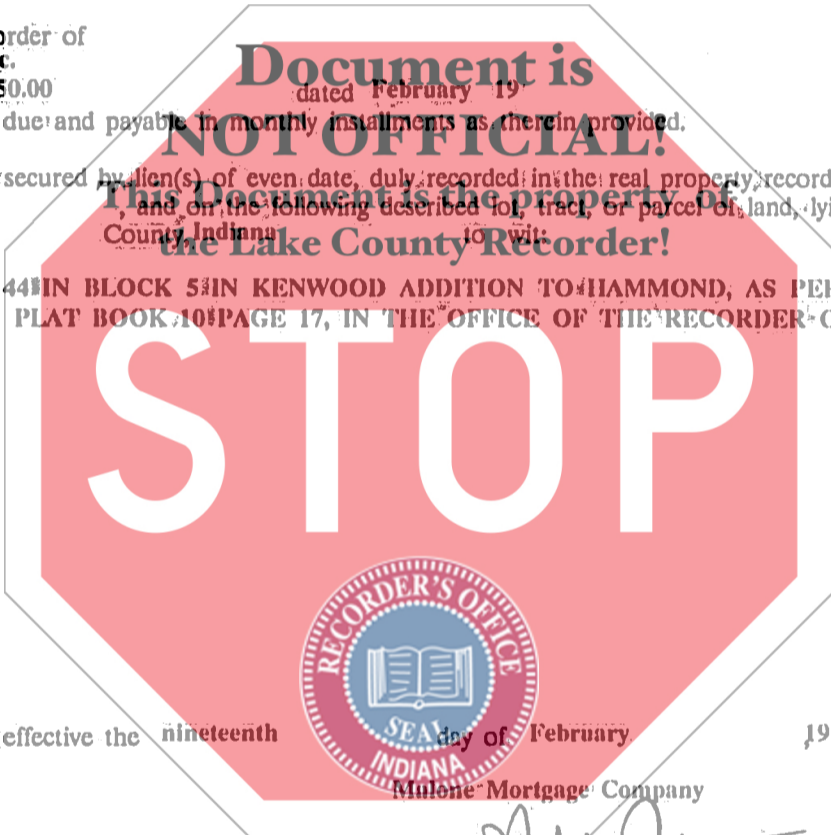 order of
c.
50.00
Document is
dated February 19
due and payable in monthly installments as therein provided.
NOT OFFICIAL!
secured by lien(s) of even date, duly recorded in the real property record
This Document is the property of
, and on the following described lot, tract, or parcel of land, lyi
County, Indiana to wit:
the Lake County Recorder!
44 IN BLOCK 5 IN KENWOOD ADDITION TO HAMMOND, AS PER
PLAT BOOK 10 PAGE 17, IN THE OFFICE OF THE RECORDER O
STOP
RECORDER'S OFFICE
SEAL
INDIANA
effective the nineteenth day of February, 19
Malone Mortgage Company